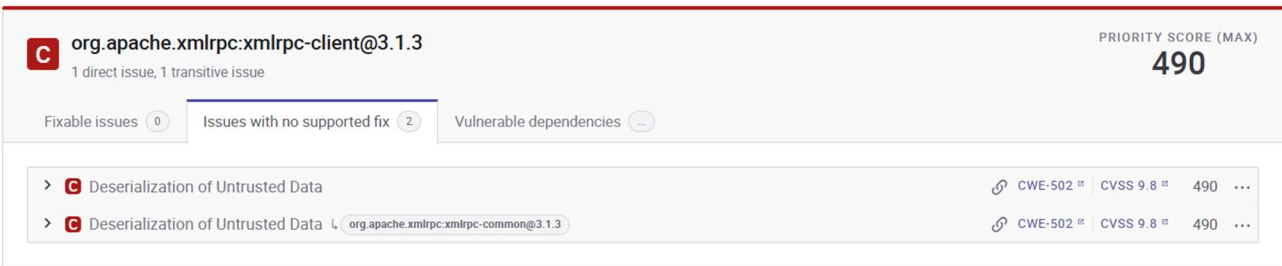 C org.apache.xmlrpc:xmlrpc-client@3.1.3
1 direct issue, 1 transitive issue
PRIORITY SCORE (MAX)
490
Fixable issues 0 Issues with no supported fix 2 Vulnerable dependencies ...
C Deserialization of Untrusted Data CWE-502 CVSS 9.8 490 ...
C Deserialization of Untrusted Data org.apache.xmlrpc:xmlrpc-common@3.1.3 CWE-502 CVSS 9.8 490 ...